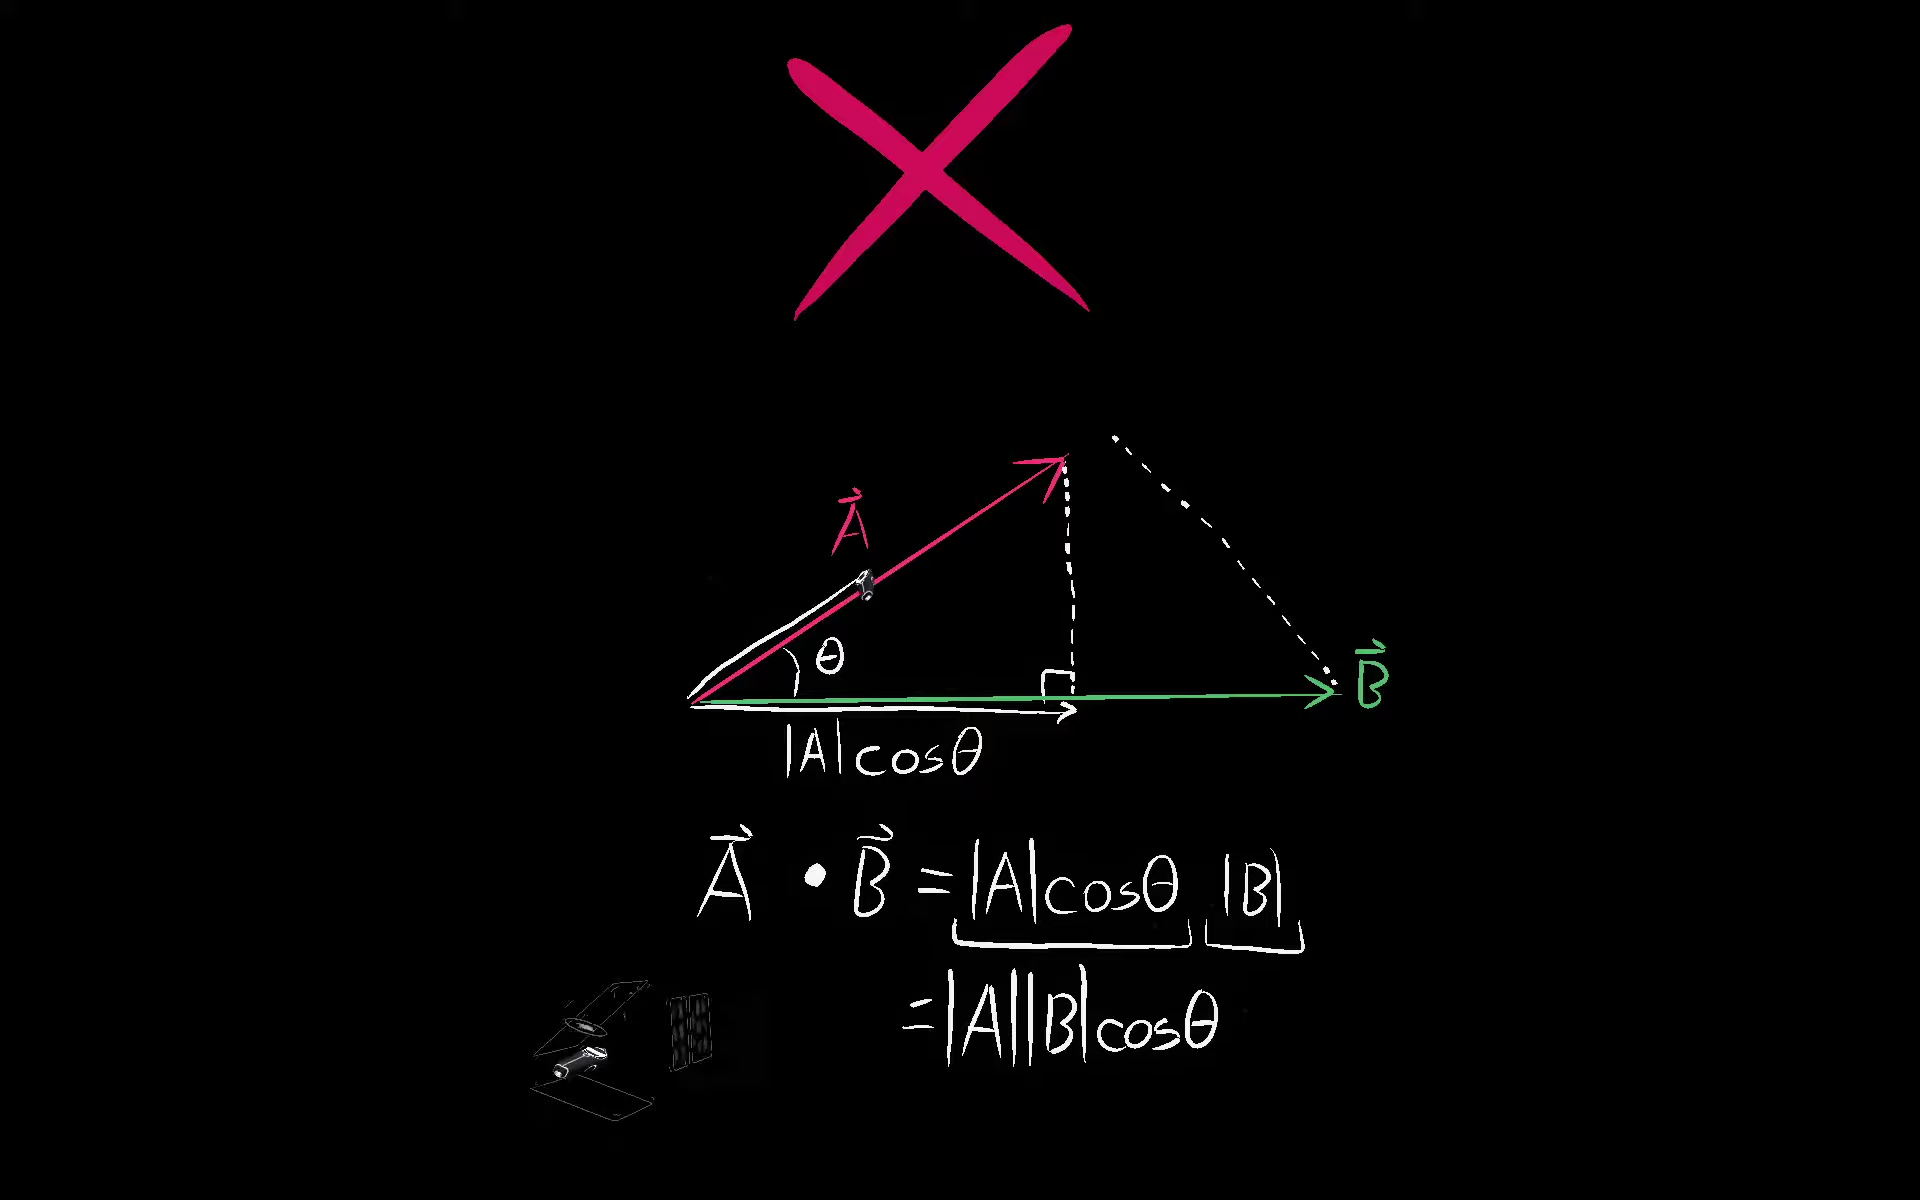 A⃗
θ
B⃗
|A|cosθ
A⃗ • B⃗ = |A|cosθ |B|
= |A||B|cosθ